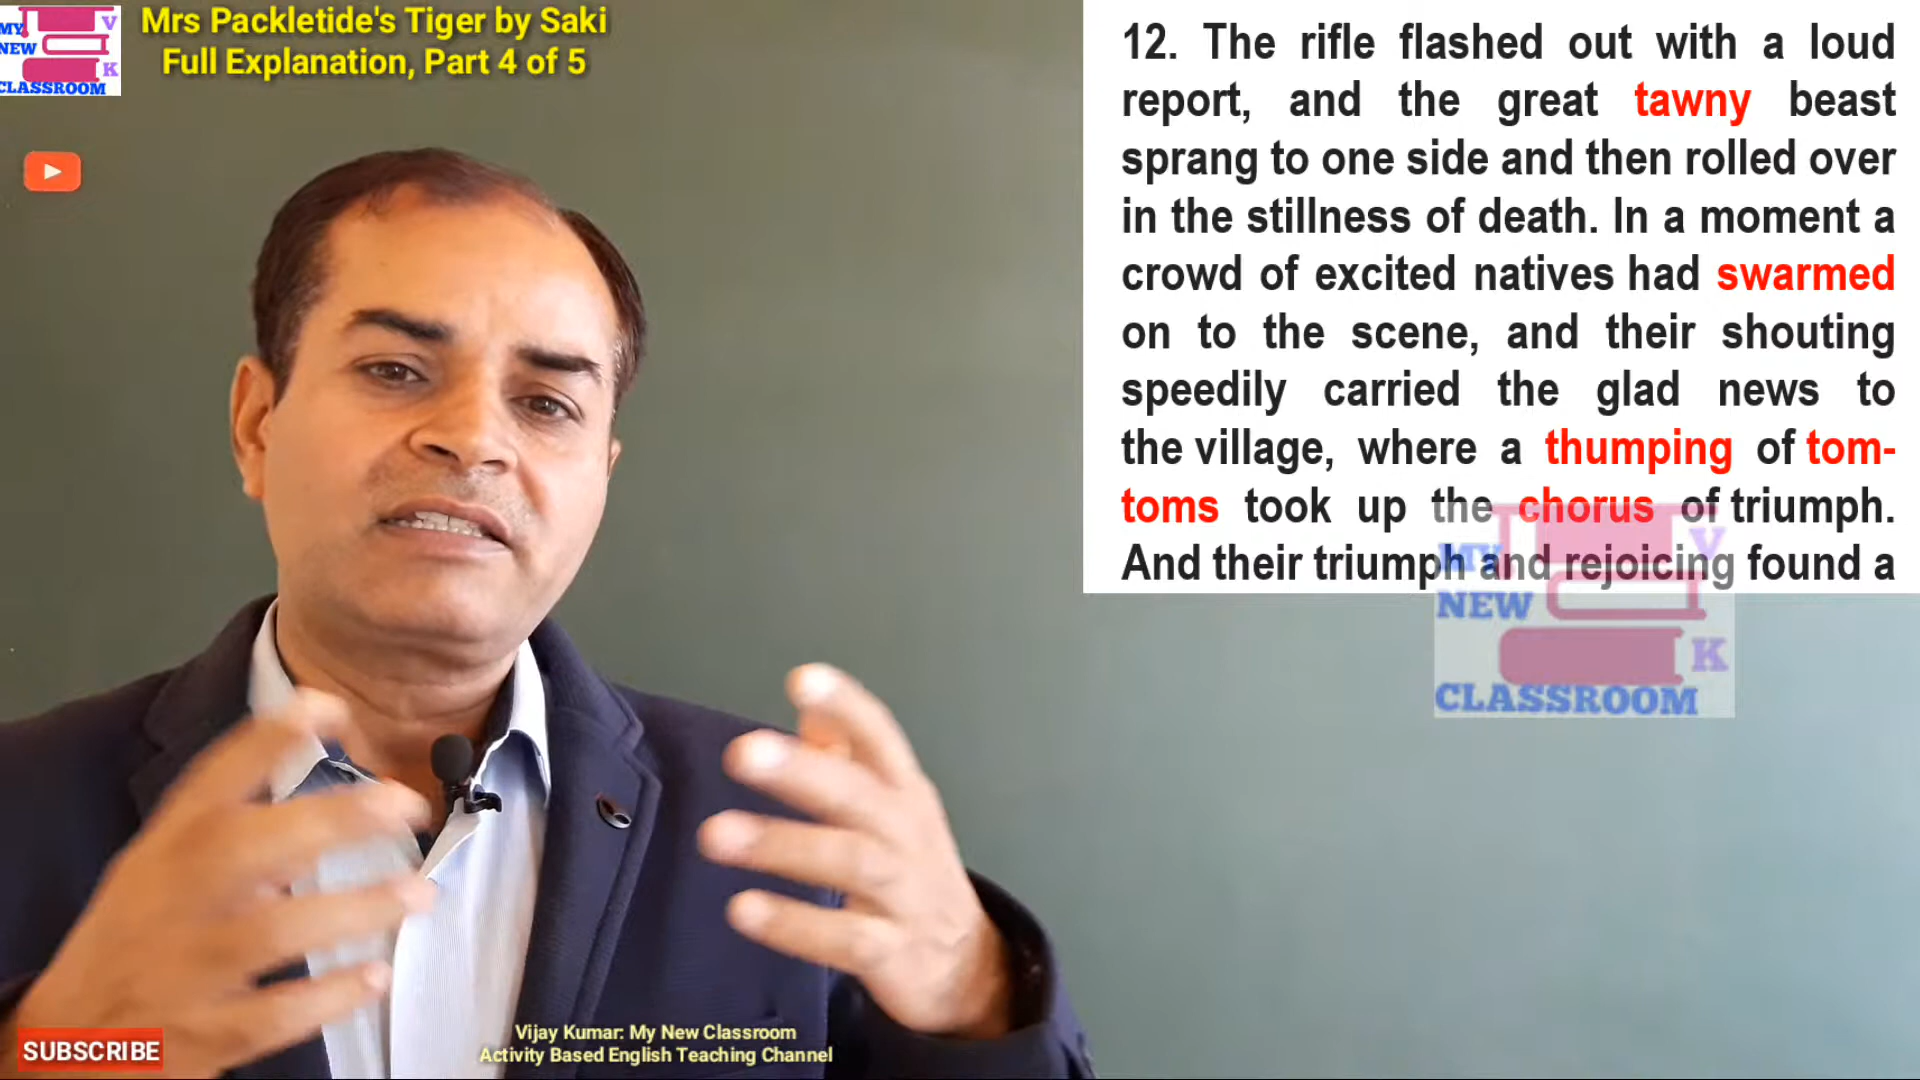 MY
NEW
CLASSROOM
V
K
Mrs Packletide's Tiger by Saki
Full Explanation, Part 4 of 5
12. The rifle flashed out with a loud
report, and the great tawny beast
sprang to one side and then rolled over
in the stillness of death. In a moment a
crowd of excited natives had swarmed
on to the scene, and their shouting
speedily carried the glad news to
the village, where a thumping of tom-
toms took up the chorus of triumph.
And their triumph and rejoicing found a
MY
NEW
CLASSROOM
V
K
SUBSCRIBE
Vijay Kumar: My New Classroom
Activity Based English Teaching Channel